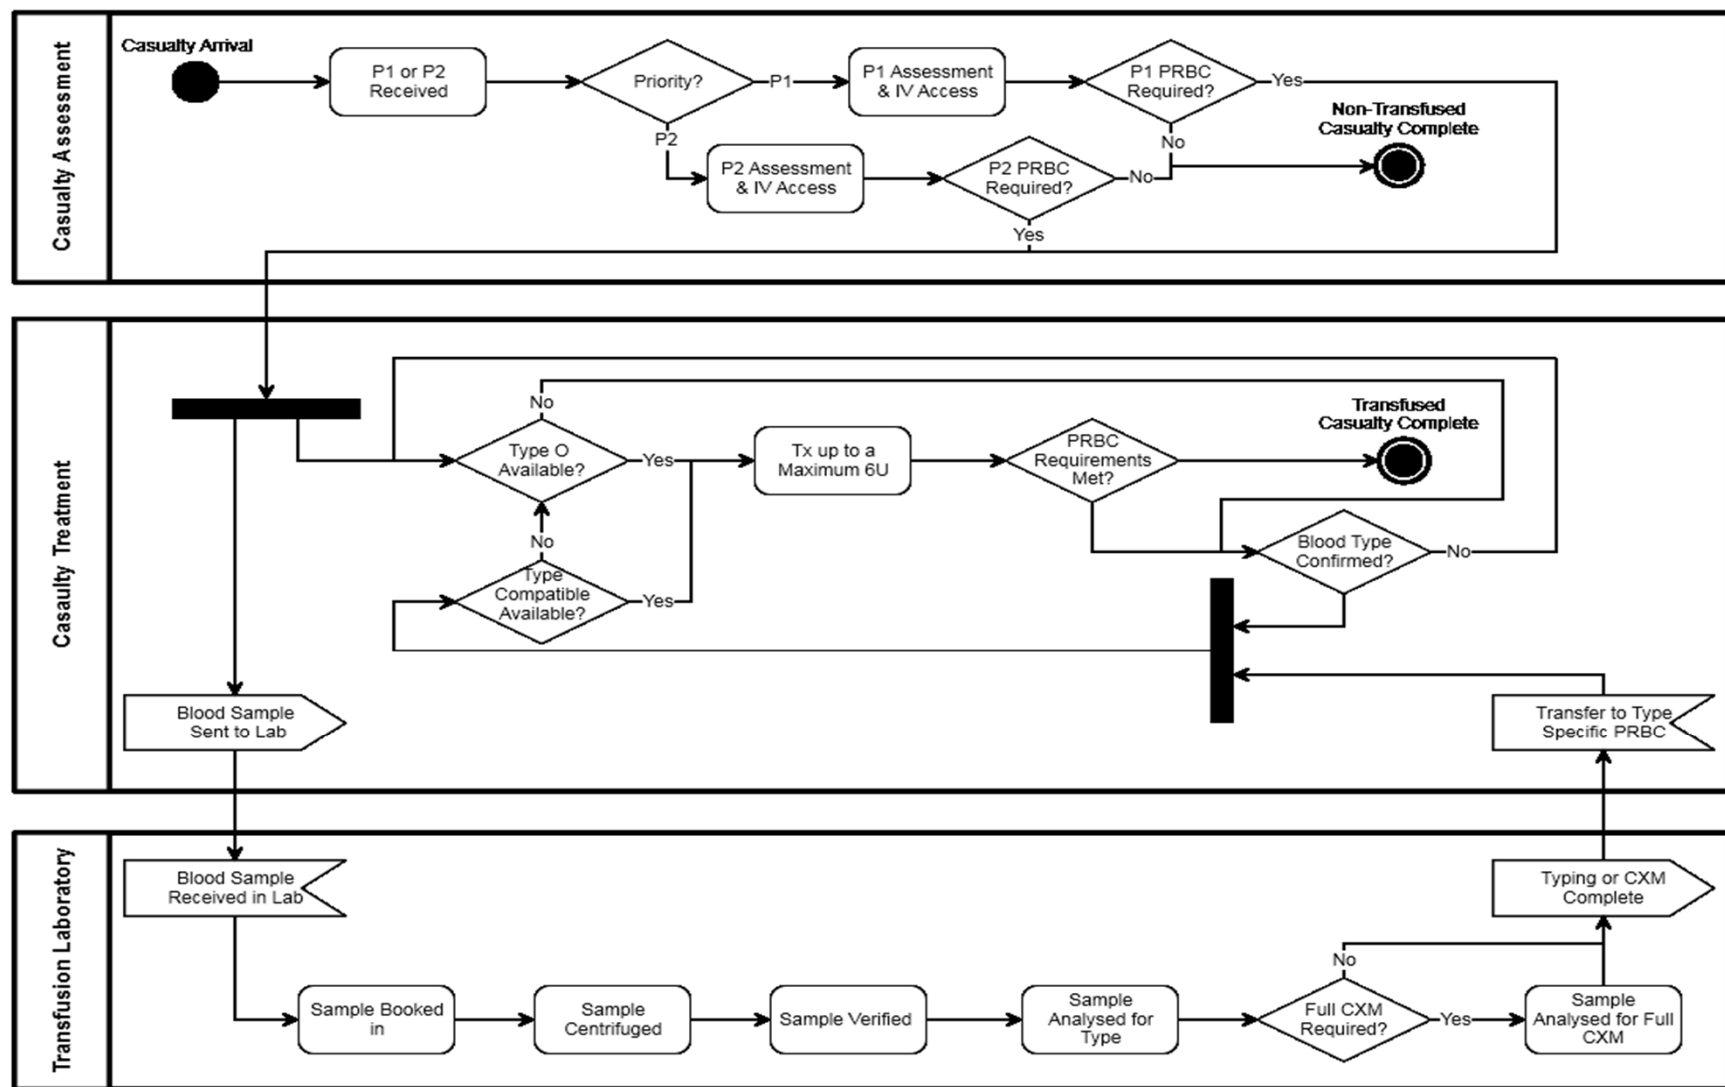 Casualty Assessment
Casualty Arrival
P1 or P2
Received
Priority?
P1
P1 Assessment
& IV Access
P1 PRBC
Required?
Yes
No
Non-Transfused
Casualty Complete
P2
P2 Assessment
& IV Access
P2 PRBC
Required?
No
Yes
Casaulty Treatment
No
Type O
Available?
Yes
Tx up to a
Maximum 6U
PRBC
Requirements
Met?
Transfused
Casualty Complete
No
Type
Compatible
Available?
Yes
Blood Type
Confirmed?
No
Blood Sample
Sent to Lab
Transfer to Type
Specific PRBC
Transfusion Laboratory
Blood Sample
Received in Lab
Typing or CXM
Complete
Sample Booked
in
Sample
Centrifuged
Sample Verified
Sample
Analysed for
Type
No
Full CXM
Required?
Yes
Sample
Analysed for Full
CXM